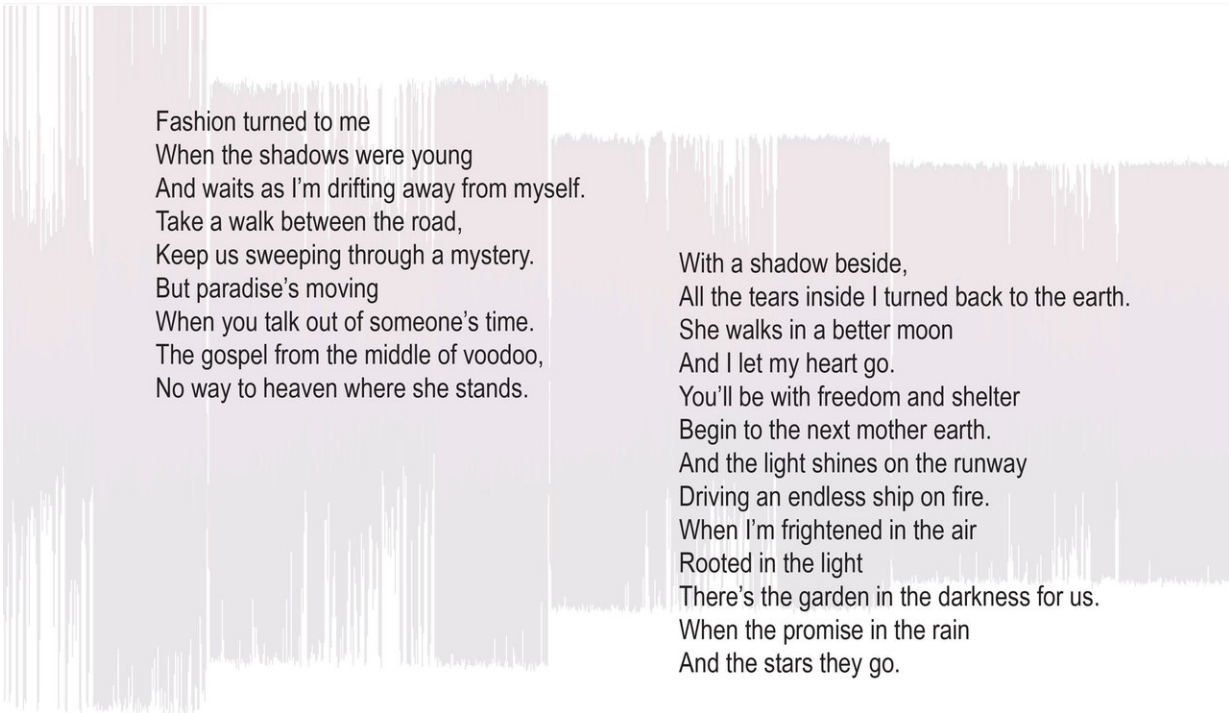 Fashion turned to me
When the shadows were young
And waits as I’m drifting away from myself.
Take a walk between the road,
Keep us sweeping through a mystery.
But paradise’s moving
When you talk out of someone’s time.
The gospel from the middle of voodoo,
No way to heaven where she stands.
With a shadow beside,
All the tears inside I turned back to the earth.
She walks in a better moon
And I let my heart go.
You’ll be with freedom and shelter
Begin to the next mother earth.
And the light shines on the runway
Driving an endless ship on fire.
When I’m frightened in the air
Rooted in the light
There’s the garden in the darkness for us.
When the promise in the rain
And the stars they go.